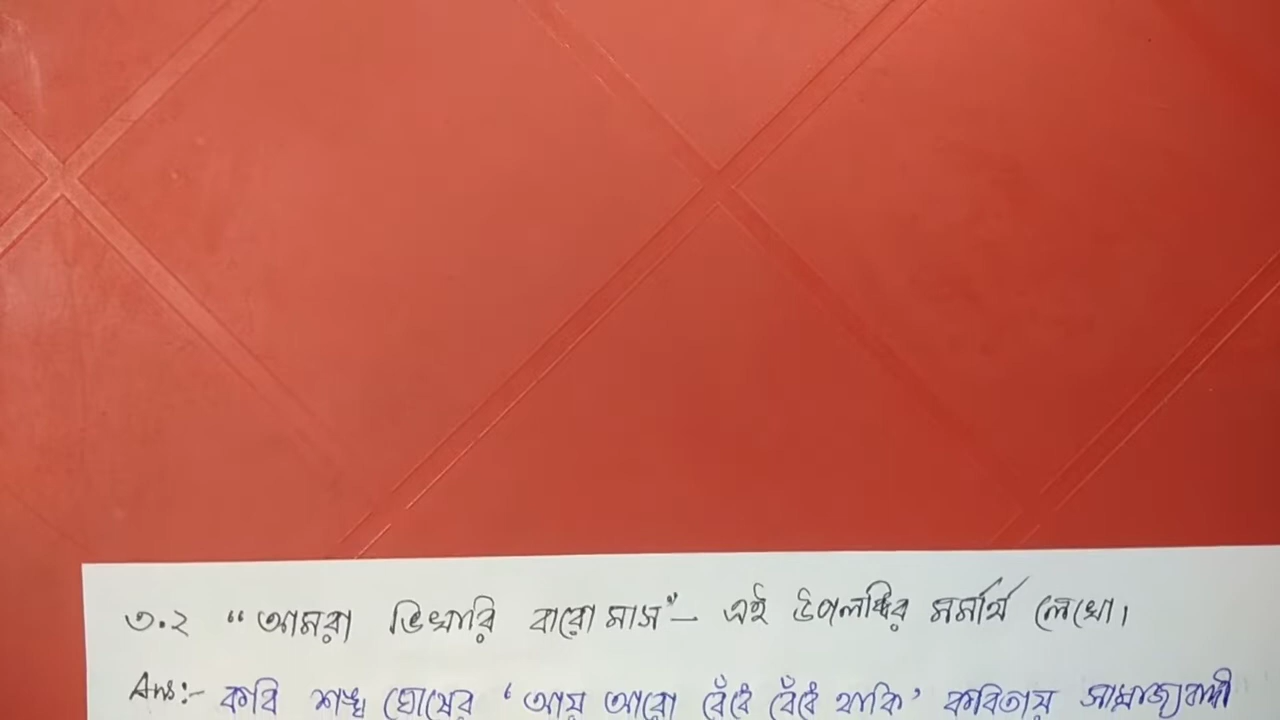 ৩.২ "আমরা ভিখারি বারোমাস" — এই উপলব্ধির মর্মার্থ লেখো।
Ans:- কবি শঙ্খ ঘোষের 'আয় আরো বেঁধে বেঁধে থাকি' কবিতায় সাম্রাজ্যবাদী